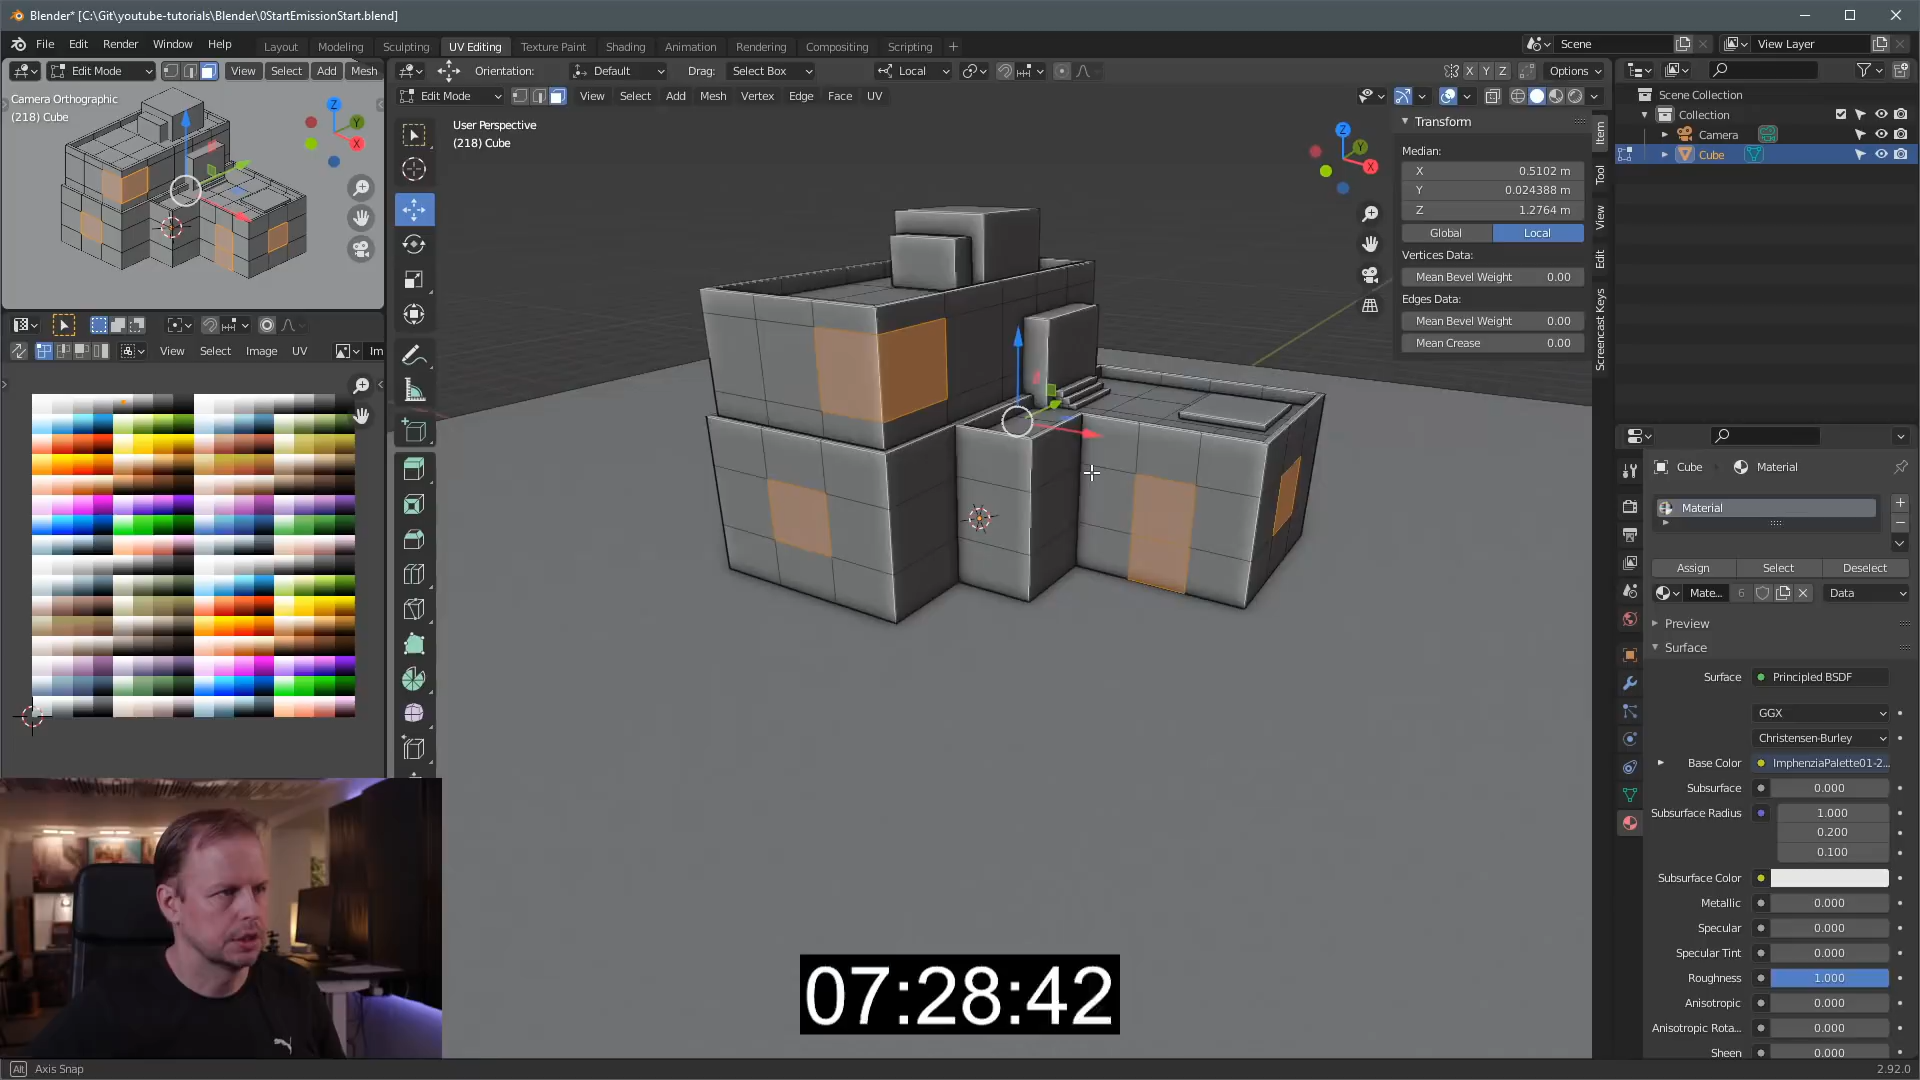 Blender* [C:\Git\youtube-tutorials\Blender\0StartEmissionStart.blend]
File Edit Render Window Help
Layout Modeling Sculpting UV Editing Texture Paint Shading Animation Rendering Compositing Scripting +
Scene View Layer
Edit Mode View Select Add Mesh
Orientation: Default Drag: Select Box Local X Y Z Options
Edit Mode View Select Add Mesh Vertex Edge Face UV
Camera Orthographic
(218) Cube
User Perspective
(218) Cube
Z
Y
X
Z
Y
X
View Select Image UV Im
Transform
Median:
X 0.5102 m
Y 0.024388 m
Z 1.2764 m
Global Local
Vertices Data:
Mean Bevel Weight 0.00
Edges Data:
Mean Bevel Weight 0.00
Mean Crease 0.00
Item
Tool
View
Edit
Screencast Keys
Scene Collection
Collection
Camera
Cube
Cube Material
Material
Assign Select Deselect
Mate... 6 Data
Preview
Surface
Surface Principled BSDF
GGX
Christensen-Burley
Base Color ImphenziaPalette01-2...
Subsurface 0.000
Subsurface Radius 1.000
0.200
0.100
Subsurface Color
Metallic 0.000
Specular 0.000
Specular Tint 0.000
Roughness 1.000
Anisotropic 0.000
Anisotropic Rota... 0.000
Sheen 0.000
07:28:42
Alt Axis Snap
2.92.0